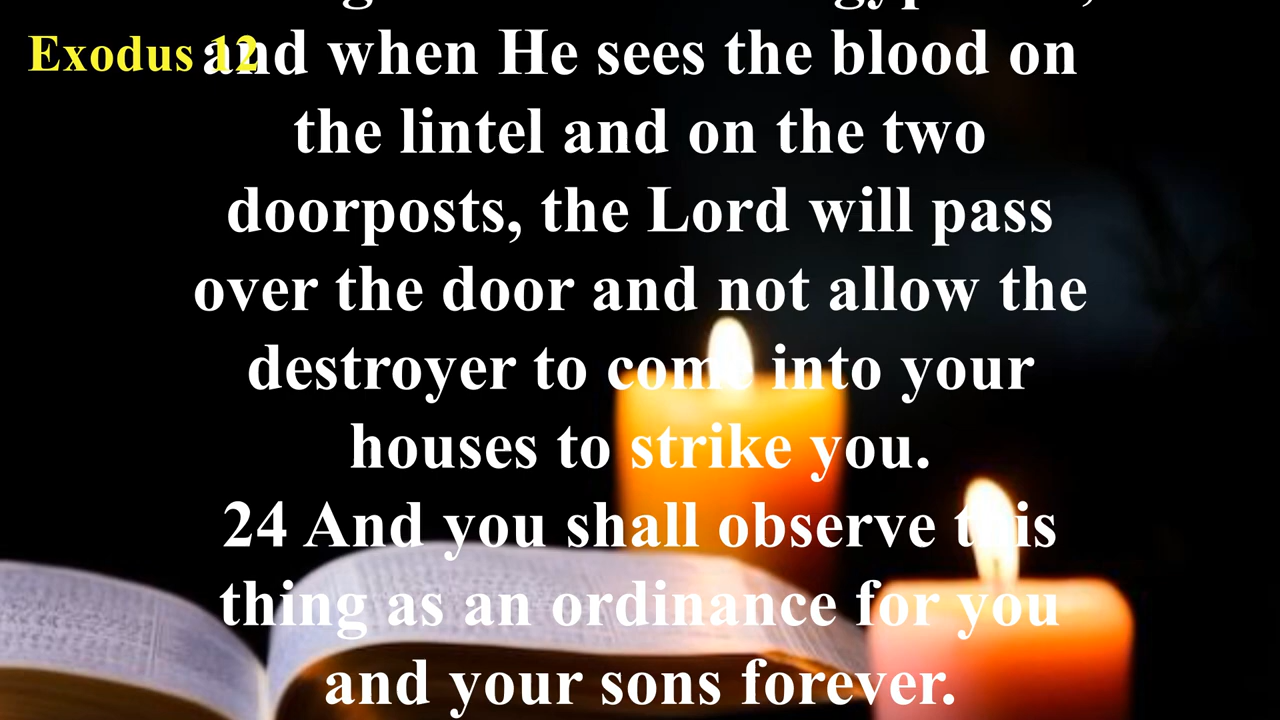 Exodus 12
and when He sees the blood on
the lintel and on the two
doorposts, the Lord will pass
over the door and not allow the
destroyer to come into your
houses to strike you.
24 And you shall observe this
thing as an ordinance for you
and your sons forever.